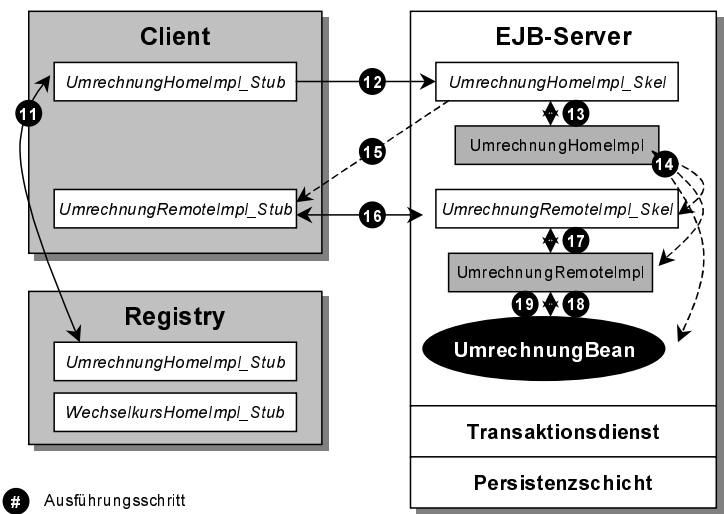 Client
UmrechnungHomeImpl_Stub
11
12
15
UmrechnungRemoteImpl_Stub
16
EJB-Server
UmrechnungHomeImpl_Skel
13
UmrechnungHomeImpl
14
UmrechnungRemoteImpl_Skel
17
UmrechnungRemoteImpl
19
18
UmrechnungBean
Transaktionsdienst
Persistenzschicht
Registry
UmrechnungHomeImpl_Stub
WechselkursHomeImpl_Stub
# Ausführungsschritt